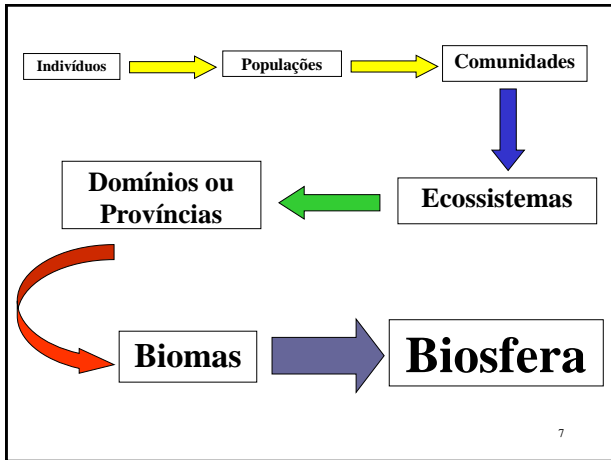 Indivíduos
Populações
Comunidades
Ecossistemas
Domínios ou
Províncias
Biomas
Biosfera
7